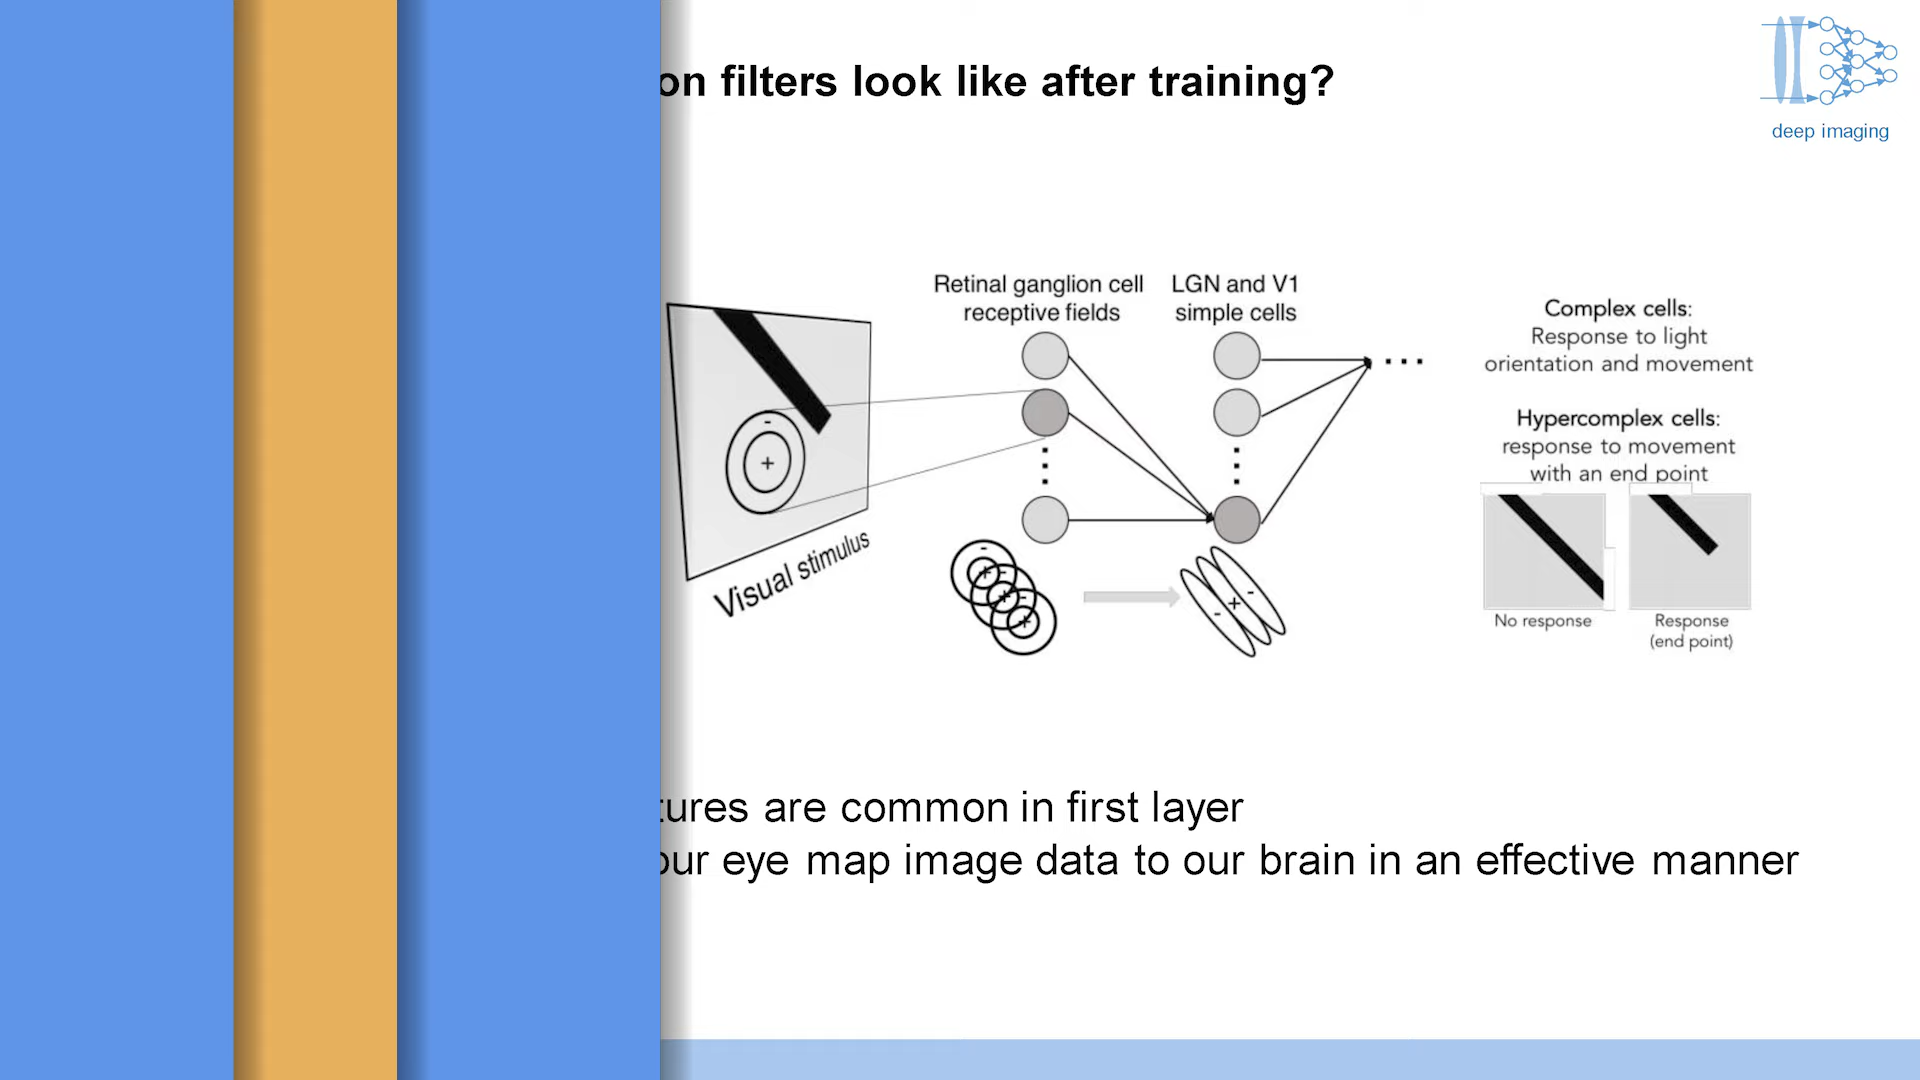 on filters look like after training?
deep imaging
Retinal ganglion cell
receptive fields
LGN and V1
simple cells
Complex cells:
Response to light
orientation and movement
Hypercomplex cells:
response to movement
with an end point
-
+
Visual stimulus
- + - + - +
- + -
No response
Response
(end point)
tures are common in first layer
our eye map image data to our brain in an effective manner